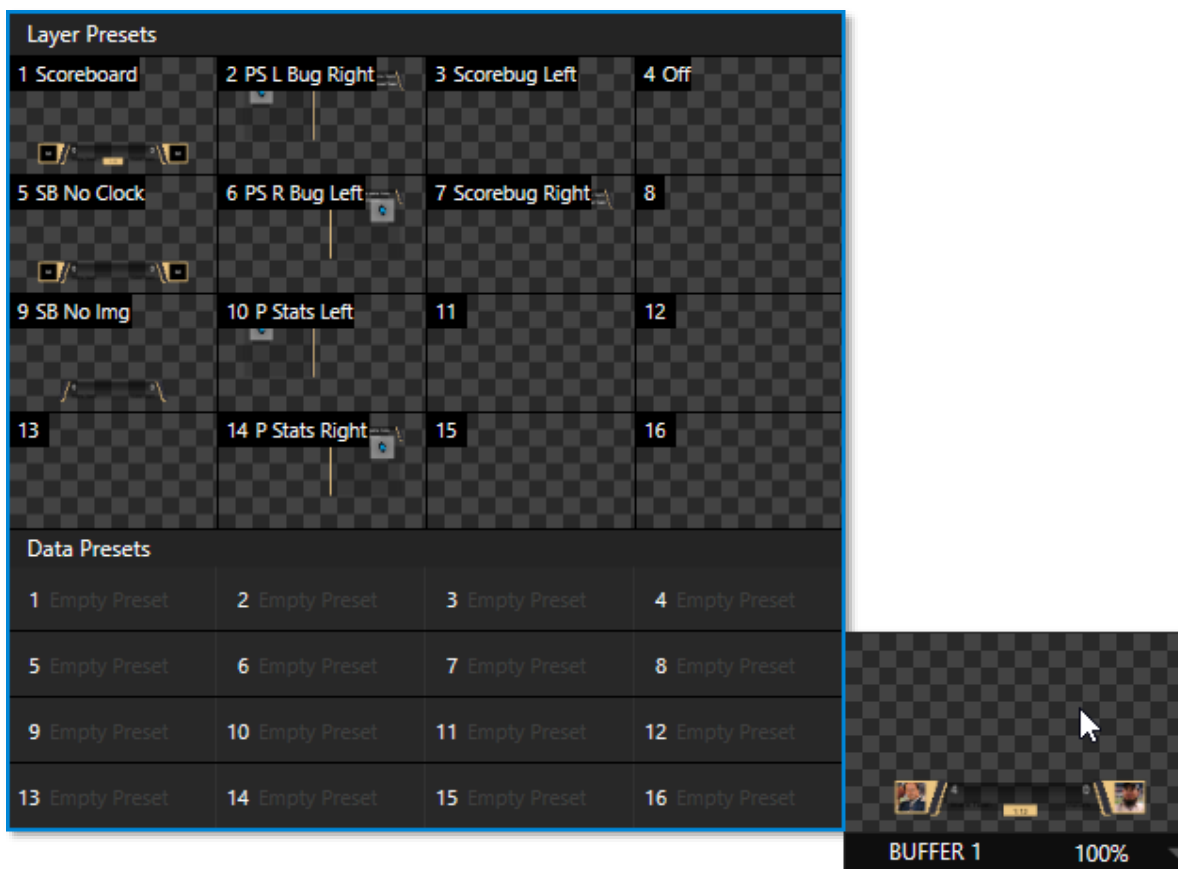 Layer Presets
1 Scoreboard
2 PS L Bug Right
3 Scorebug Left
4 Off
5 SB No Clock
6 PS R Bug Left
7 Scorebug Right
8
9 SB No Img
10 P Stats Left
11
12
13
14 P Stats Right
15
16
Data Presets
1 Empty Preset
2 Empty Preset
3 Empty Preset
4 Empty Preset
5 Empty Preset
6 Empty Preset
7 Empty Preset
8 Empty Preset
9 Empty Preset
10 Empty Preset
11 Empty Preset
12 Empty Preset
13 Empty Preset
14 Empty Preset
15 Empty Preset
16 Empty Preset
BUFFER 1
100%